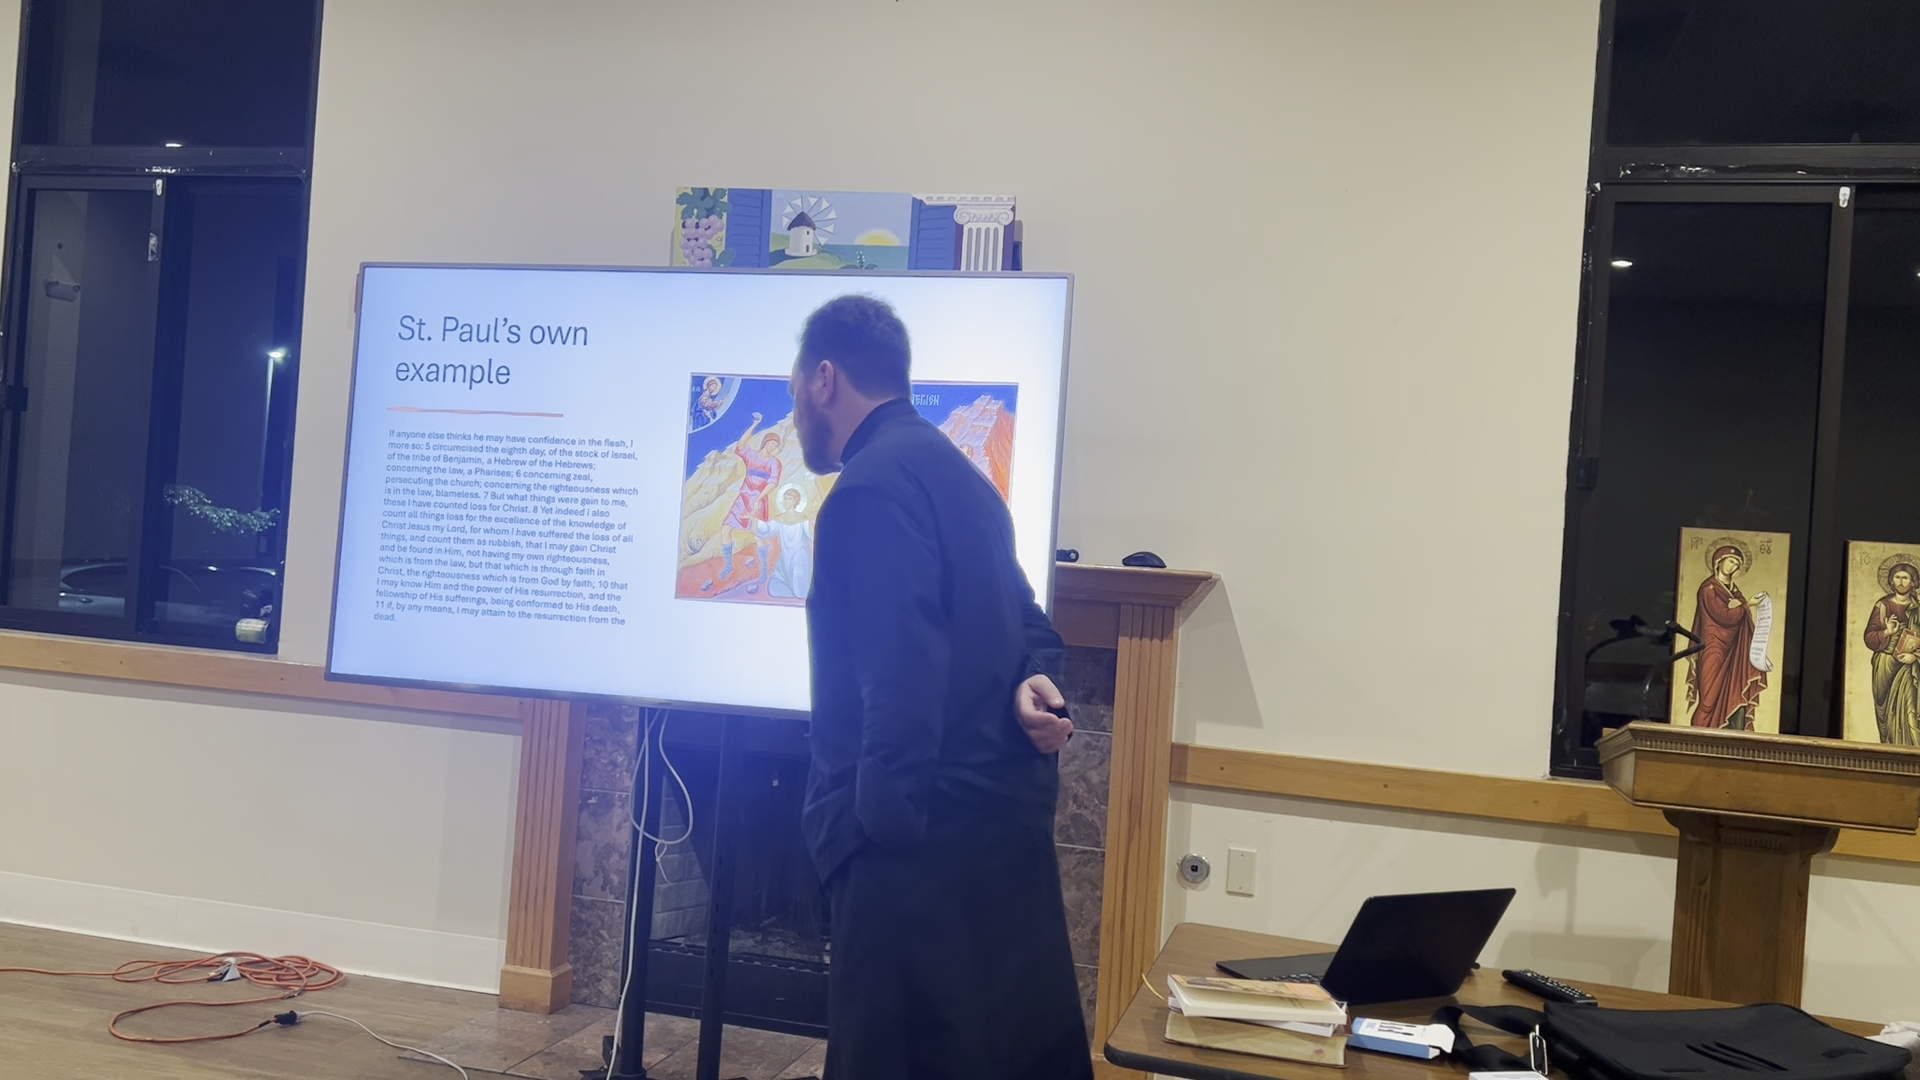 St. Paul's own
example
If anyone else thinks he may have confidence in the flesh, I
more so: 5 circumcised the eighth day, of the stock of Israel,
of the tribe of Benjamin, a Hebrew of the Hebrews;
concerning the law, a Pharisee; 6 concerning zeal,
persecuting the church; concerning the righteousness which
is in the law, blameless. 7 But what things were gain to me,
these I have counted loss for Christ. 8 Yet indeed I also
count all things loss for the excellence of the knowledge of
Christ Jesus my Lord, for whom I have suffered the loss of all
things, and count them as rubbish, that I may gain Christ
and be found in Him, not having my own righteousness,
which is from the law, but that which is through faith in
Christ, the righteousness which is from God by faith; 10 that
I may know Him and the power of His resurrection, and the
fellowship of His sufferings, being conformed to His death,
11 if, by any means, I may attain to the resurrection from the
dead.